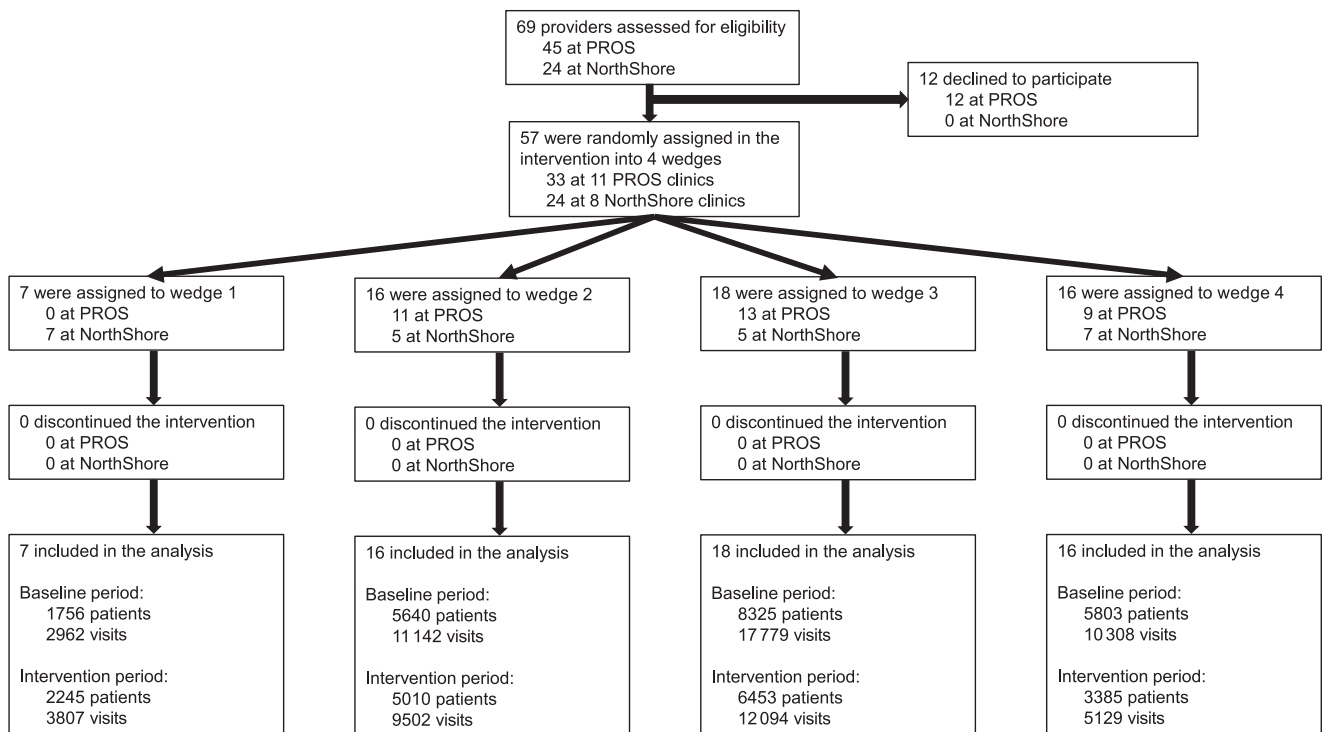 69 providers assessed for eligibility
45 at PROS
24 at NorthShore
12 declined to participate
12 at PROS
0 at NorthShore
57 were randomly assigned in the
intervention into 4 wedges
33 at 11 PROS clinics
24 at 8 NorthShore clinics
7 were assigned to wedge 1
0 at PROS
7 at NorthShore
16 were assigned to wedge 2
11 at PROS
5 at NorthShore
18 were assigned to wedge 3
13 at PROS
5 at NorthShore
16 were assigned to wedge 4
9 at PROS
7 at NorthShore
0 discontinued the intervention
0 at PROS
0 at NorthShore
0 discontinued the intervention
0 at PROS
0 at NorthShore
0 discontinued the intervention
0 at PROS
0 at NorthShore
0 discontinued the intervention
0 at PROS
0 at NorthShore
7 included in the analysis
Baseline period:
1756 patients
2962 visits
Intervention period:
2245 patients
3807 visits
16 included in the analysis
Baseline period:
5640 patients
11 142 visits
Intervention period:
5010 patients
9502 visits
18 included in the analysis
Baseline period:
8325 patients
17 779 visits
Intervention period:
6453 patients
12 094 visits
16 included in the analysis
Baseline period:
5803 patients
10 308 visits
Intervention period:
3385 patients
5129 visits